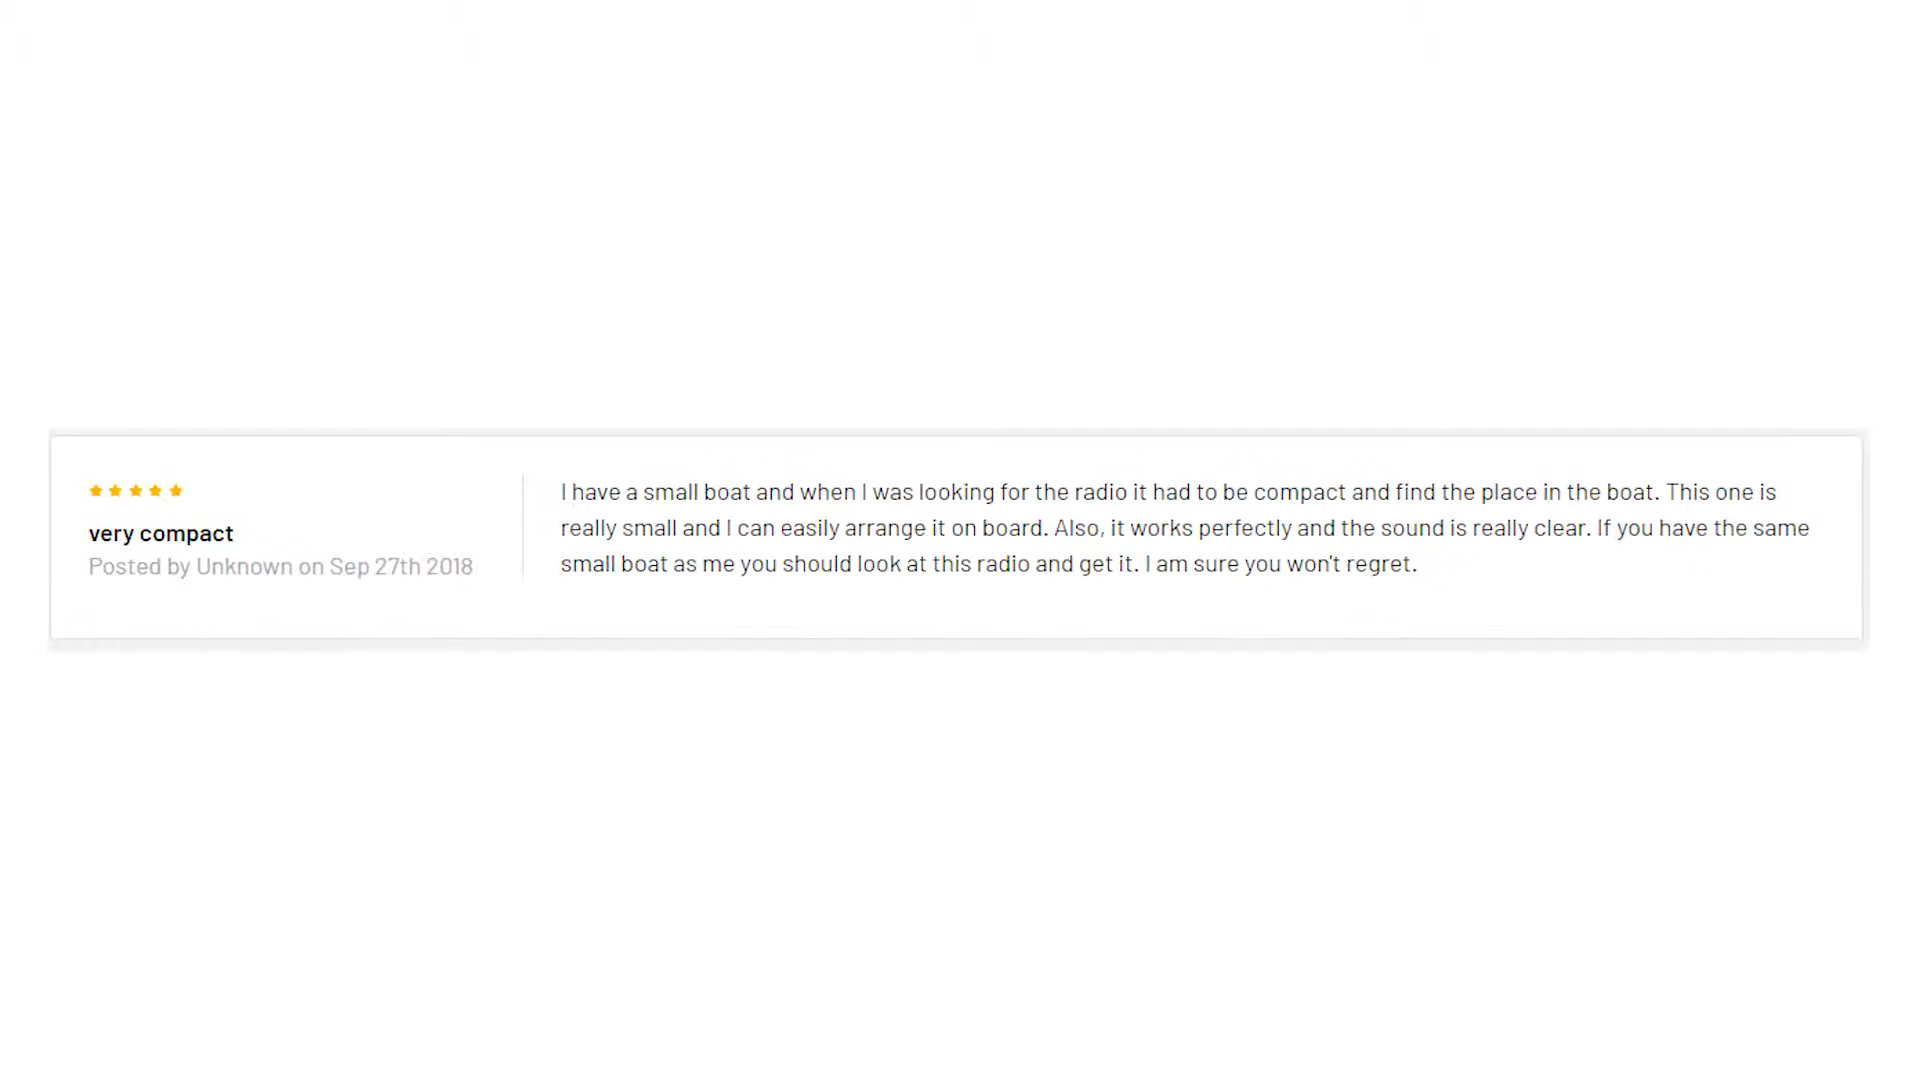 very compact
Posted by Unknown on Sep 27th 2018
I have a small boat and when I was looking for the radio it had to be compact and find the place in the boat. This one is
really small and I can easily arrange it on board. Also, it works perfectly and the sound is really clear. If you have the same
small boat as me you should look at this radio and get it. I am sure you won't regret.